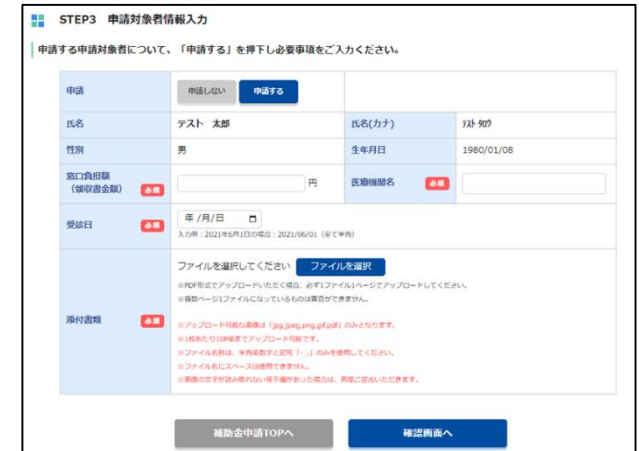 STEP3 申請対象者情報入力
申請する申請対象者について、「申請する」を押下し必要事項をご入力ください。
申請 申請しない 申請する
氏名 テスト 太郎 氏名(カナ) ﾃｽﾄ ﾀﾛｳ
性別 男 生年月日 1980/01/08
窓口負担額
（領収書金額） 必須 円 医療機関名 必須
受診日 必須 年 /月/日
入力例：2021年6月1日の場合：2021/06/01（全て半角）
ファイルを選択してください ファイルを選択
※PDF形式でアップロードいただく場合、必ず1ファイル1ページでアップロードしてください。
※複数ページ1ファイルになっているものは審査ができません。
添付書類 必須
※アップロード可能な画像は「jpg,jpeg,png,gif,pdf」のみとなります。
※1枚あたり10MBまでアップロード可能です。
※ファイル名称は、半角英数字と記号「-_」のみを使用してください。
※ファイル名にスペースは使用できません。
※画像の文字が読み取れない等不備があった場合は、再度ご提出いただきます。
補助金申請TOPへ 確認画面へ